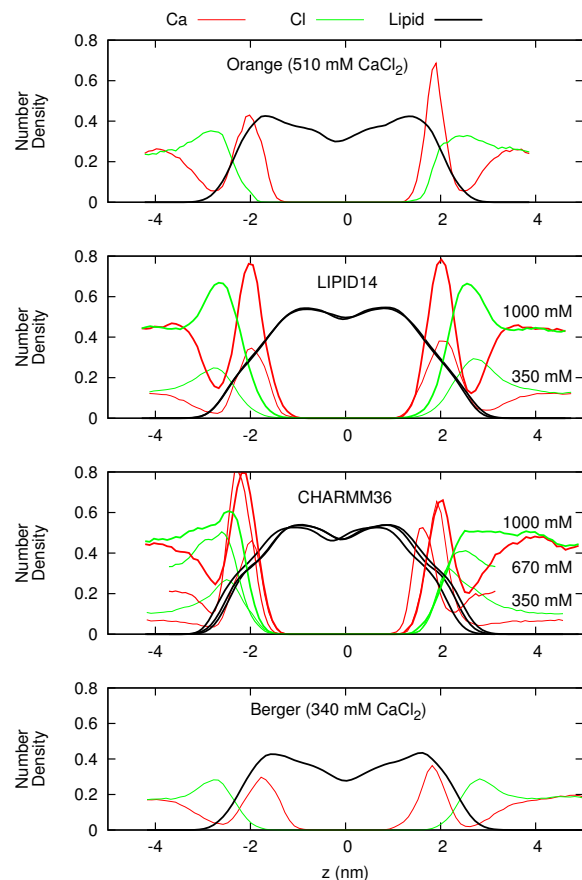 Ca Cl Lipid
Orange (510 mM CaCl₂)
Number Density
0.8
0.6
0.4
0.2
0
-4 -2 0 2 4
LIPID14
1000 mM
350 mM
Number Density
0.8
0.6
0.4
0.2
0
-4 -2 0 2 4
CHARMM36
1000 mM
670 mM
350 mM
Number Density
0.8
0.6
0.4
0.2
0
-4 -2 0 2 4
Berger (340 mM CaCl₂)
Number Density
0.8
0.6
0.4
0.2
0
-4 -2 0 2 4
z (nm)